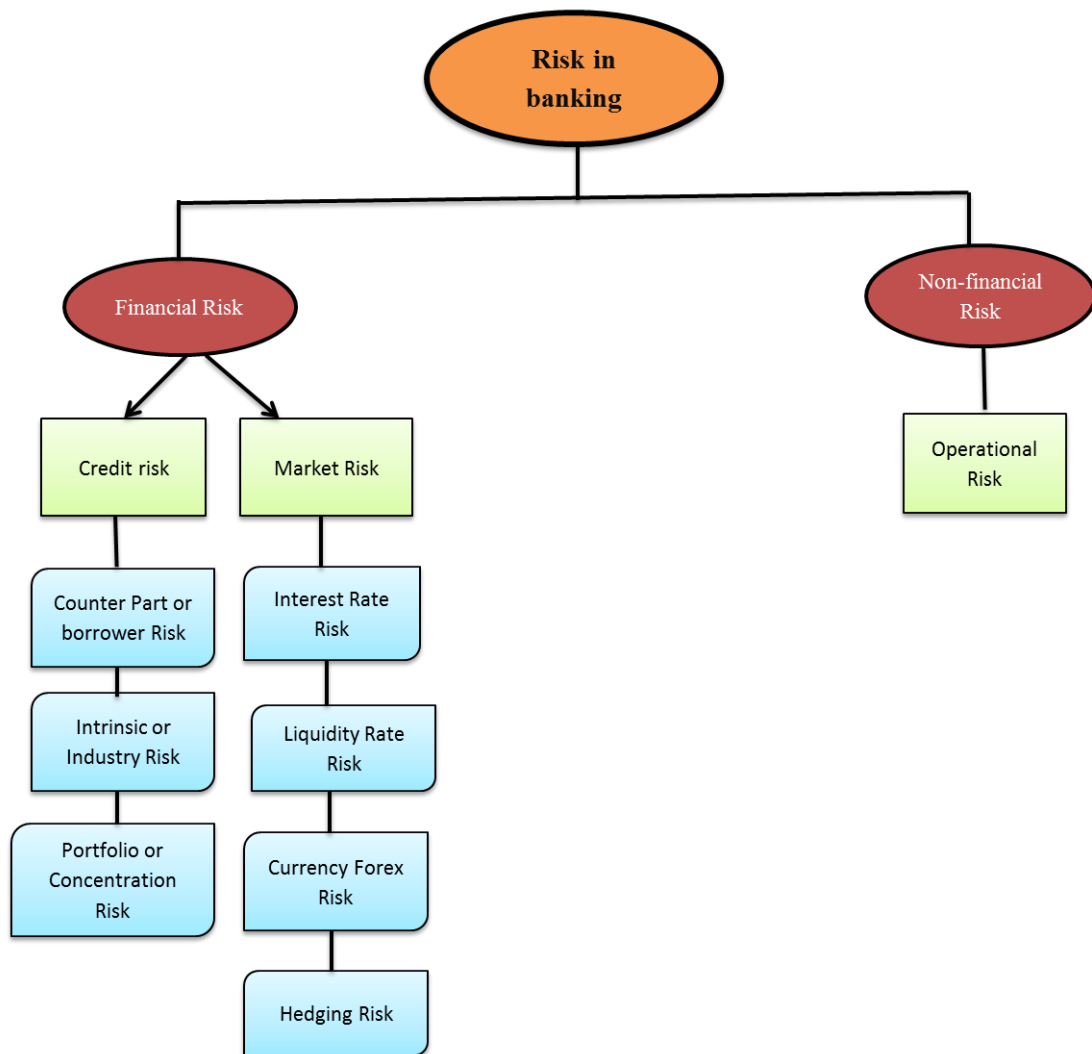 Risk in
banking
Financial Risk
Non-financial
Risk
Credit risk
Market Risk
Operational
Risk
Counter Part or
borrower Risk
Interest Rate
Risk
Intrinsic or
Industry Risk
Liquidity Rate
Risk
Portfolio or
Concentration
Risk
Currency Forex
Risk
Hedging Risk